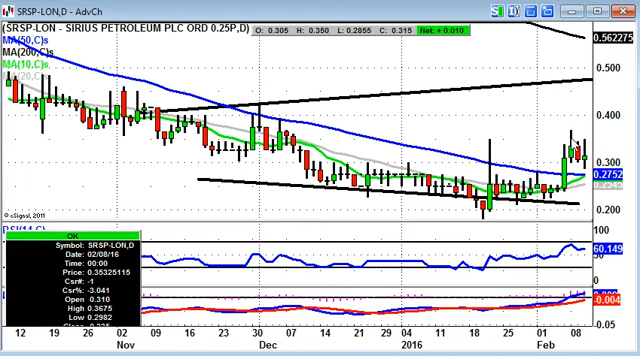 SRSP-LON,D - AdvCh
(SRSP-LON - SIRIUS PETROLEUM PLC ORD 0.25P,D)
O: 0.305 H: 0.350 L: 0.2855 C: 0.315 Net: + 0.010
MA(50,C)s
MA(200,C)s
MA(10,C)s
MA(20,C)s
0.562275
0.500
0.400
0.300
0.2752
0.2545
0.200
© eSignal, 2011
RSI(14,C)
60.149
50
OK
Symbol: SRSP-LON,D
Date: 02/08/16
Time: 00:00
Price: 0.35325115
Csr#: -1
Csr%: -3.041
Open 0.310
High 0.3675
Low 0.2982
-0.004
-0.05
12 19 26 02 09 16 23 30 07 14 21 04 11 18 25 01 08
Nov Dec 2016 Feb